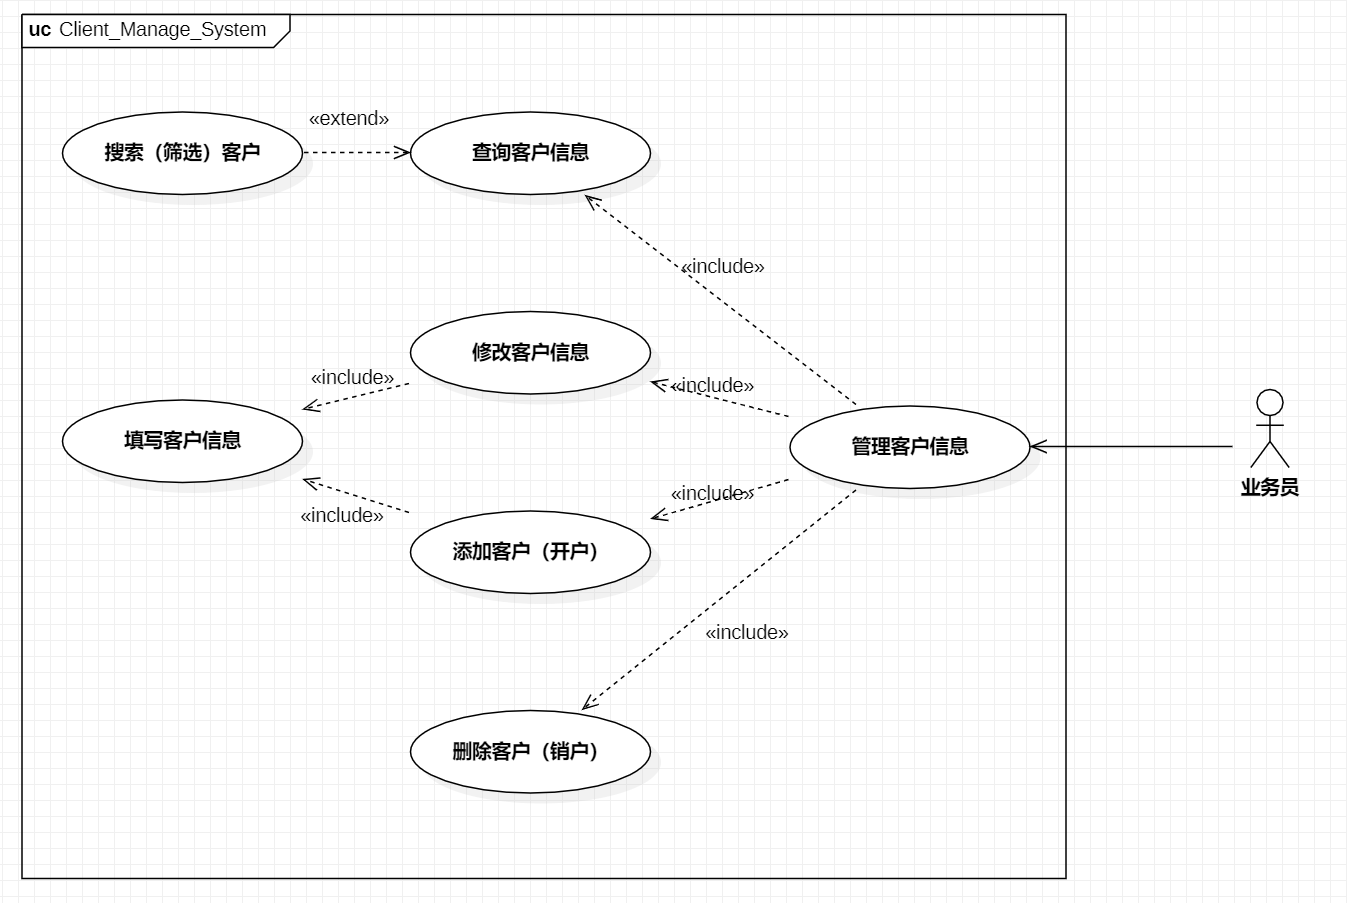 uc Client_Manage_System
«extend»
搜索（筛选）客户
查询客户信息
«include»
修改客户信息
«include»
«include»
填写客户信息
管理客户信息
业务员
«include»
«include»
添加客户（开户）
«include»
删除客户（销户）